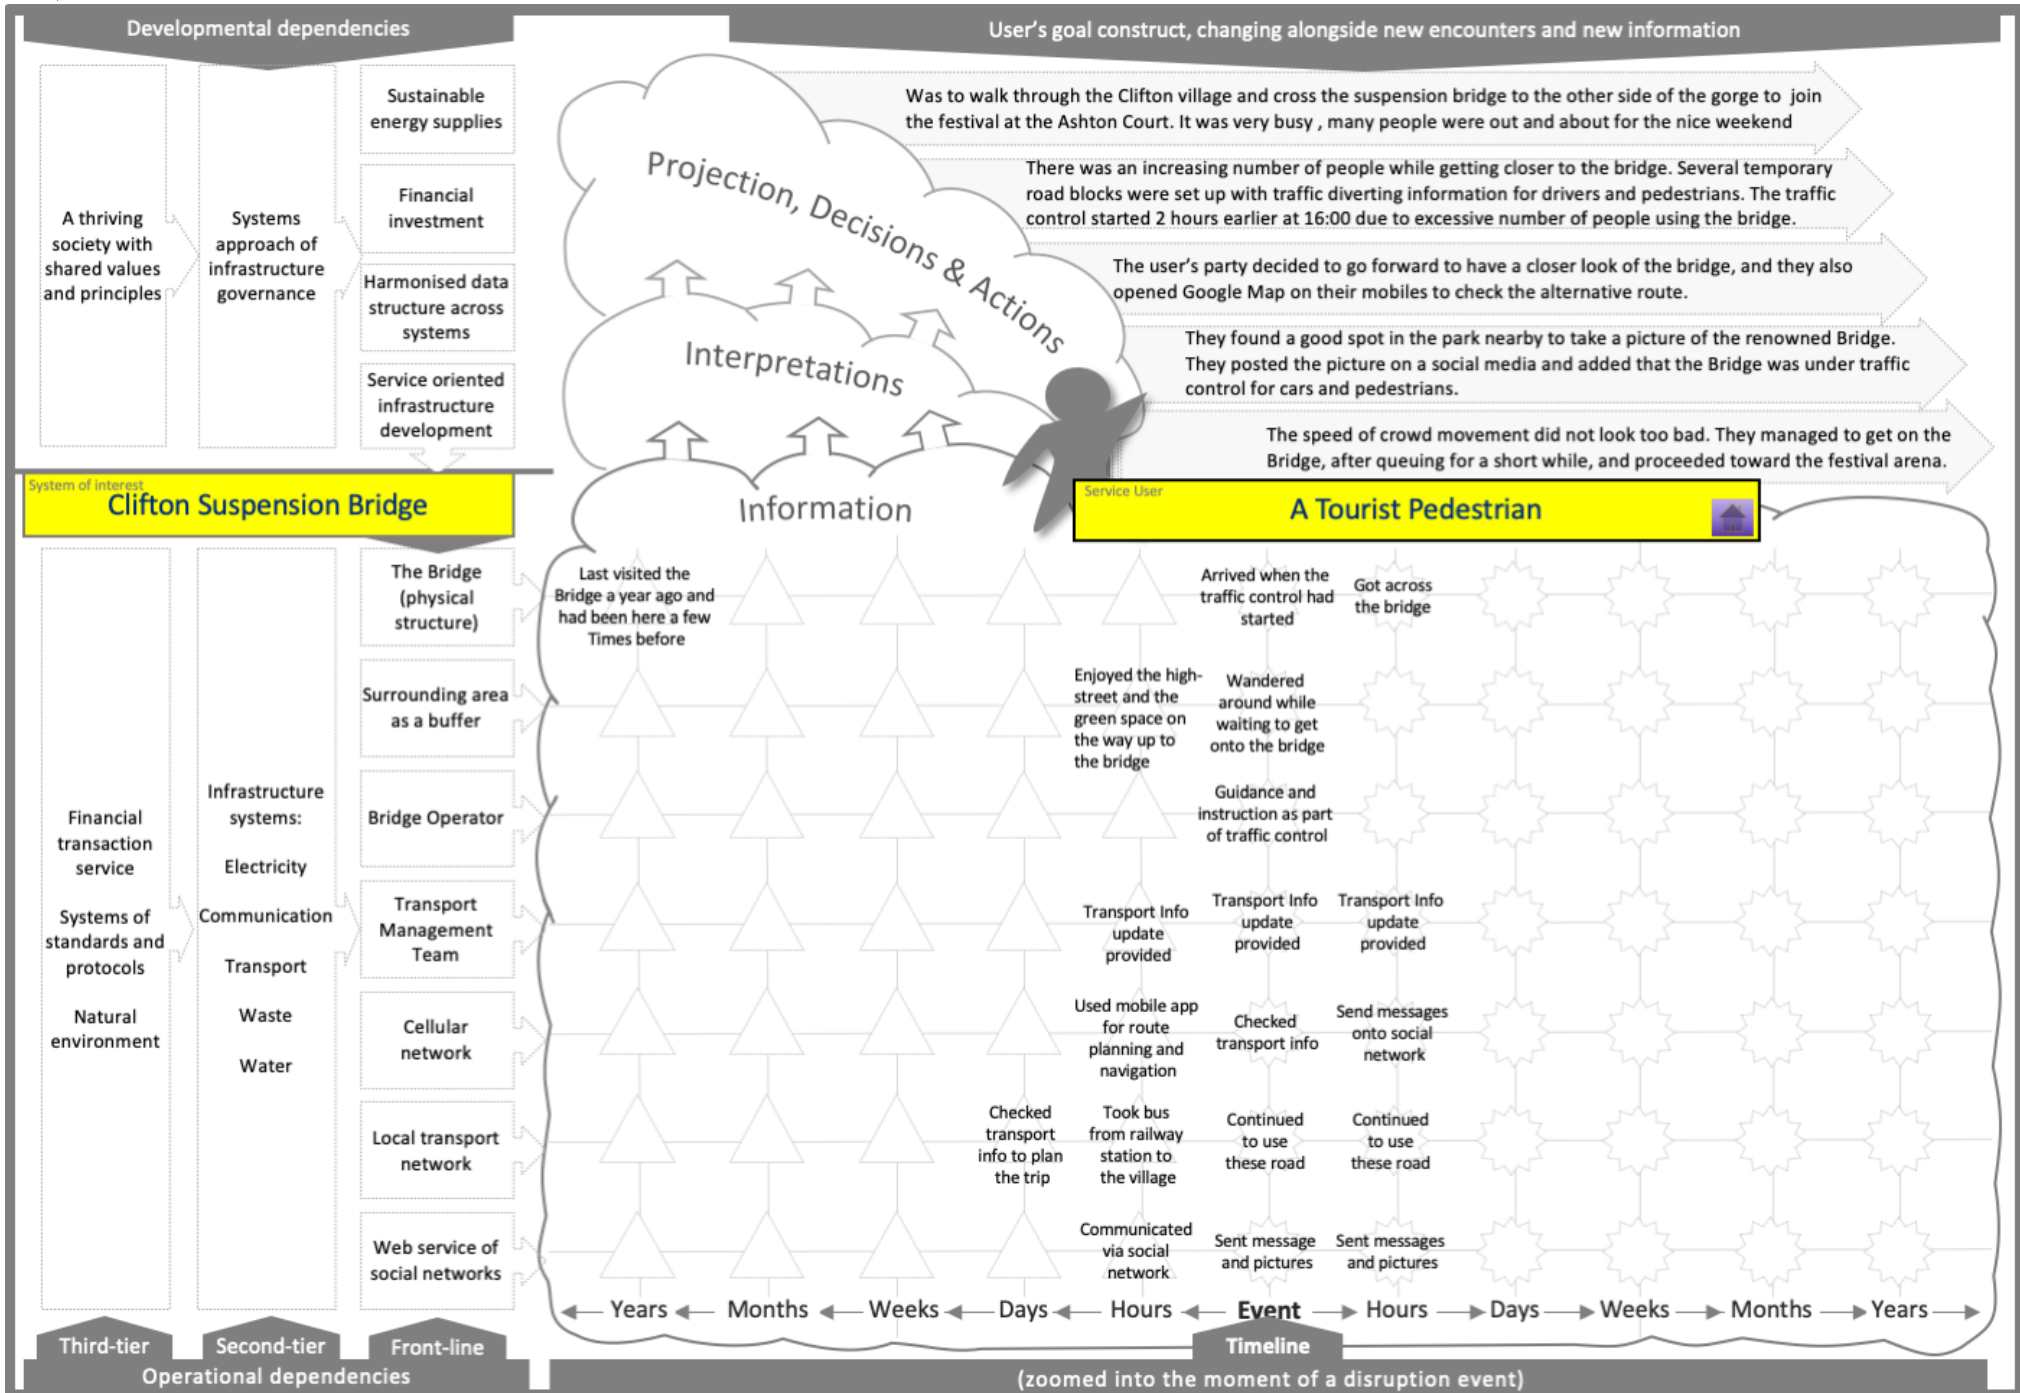 Developmental dependencies
User's goal construct, changing alongside new encounters and new information
A thriving
society with
shared values
and principles
Systems
approach of
infrastructure
governance
Sustainable
energy supplies
Financial
investment
Harmonised data
structure across
systems
Service oriented
infrastructure
development
Projection, Decisions & Actions
Interpretations
Information
Was to walk through the Clifton village and cross the suspension bridge to the other side of the gorge to join
the festival at the Ashton Court. It was very busy , many people were out and about for the nice weekend
There was an increasing number of people while getting closer to the bridge. Several temporary
road blocks were set up with traffic diverting information for drivers and pedestrians. The traffic
control started 2 hours earlier at 16:00 due to excessive number of people using the bridge.
The user's party decided to go forward to have a closer look of the bridge, and they also
opened Google Map on their mobiles to check the alternative route.
They found a good spot in the park nearby to take a picture of the renowned Bridge.
They posted the picture on a social media and added that the Bridge was under traffic
control for cars and pedestrians.
The speed of crowd movement did not look too bad. They managed to get on the
Bridge, after queuing for a short while, and proceeded toward the festival arena.
System of interest
Clifton Suspension Bridge
Service User
A Tourist Pedestrian
Financial
transaction
service
Systems of
standards and
protocols
Natural
environment
Infrastructure
systems:
Electricity
Communication
Transport
Waste
Water
The Bridge
(physical
structure)
Last visited the
Bridge a year ago and
had been here a few
Times before
Arrived when the
traffic control had
started
Got across
the bridge
Surrounding area
as a buffer
Enjoyed the high-
street and the
green space on
the way up to
the bridge
Wandered
around while
waiting to get
onto the bridge
Bridge Operator
Guidance and
instruction as part
of traffic control
Transport
Management
Team
Transport Info
update
provided
Transport Info
update
provided
Transport Info
update
provided
Cellular
network
Used mobile app
for route
planning and
navigation
Checked
transport info
Send messages
onto social
network
Local transport
network
Checked
transport
info to plan
the trip
Took bus
from railway
station to
the village
Continued
to use
these road
Continued
to use
these road
Web service of
social networks
Communicated
via social
network
Sent message
and pictures
Sent messages
and pictures
Years Months Weeks Days Hours Event Hours Days Weeks Months Years
Third-tier Second-tier Front-line
Timeline
Operational dependencies
(zoomed into the moment of a disruption event)